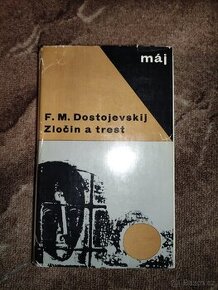 máj
F. M. Dostojevskij
Zločin a trest